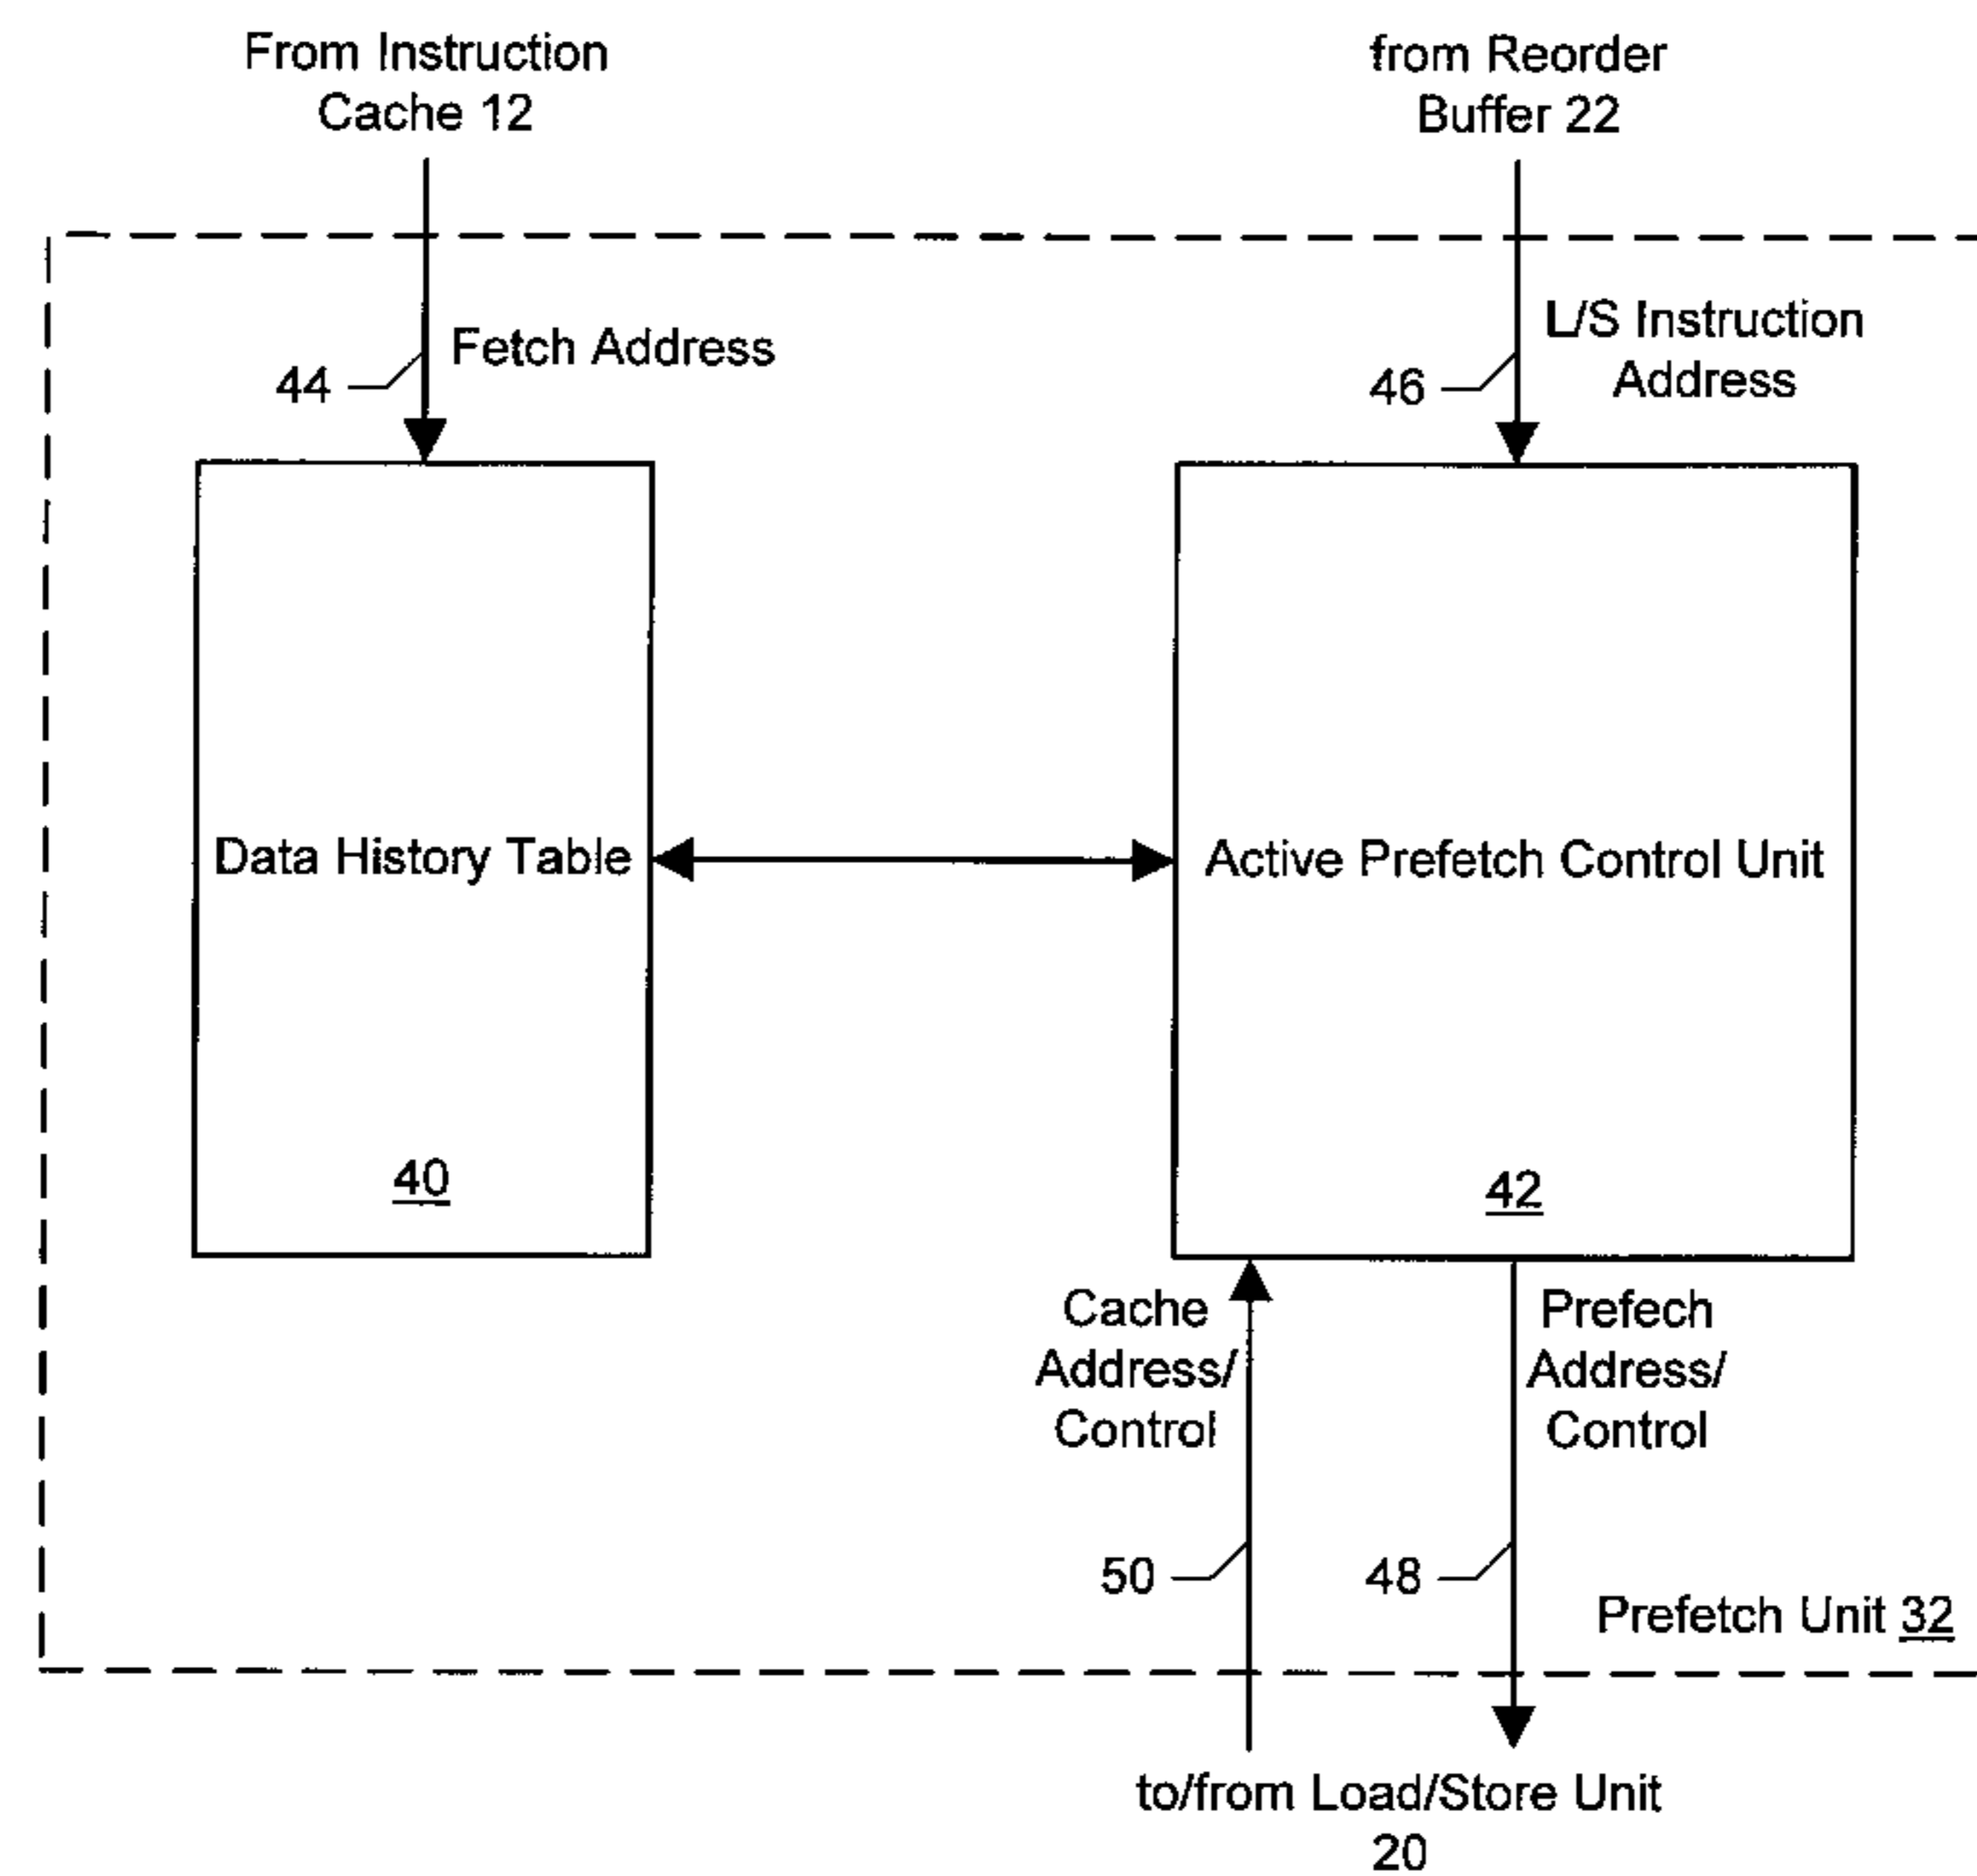 From Instruction
Cache 12
from Reorder
Buffer 22
Fetch Address
44
L/S Instruction
Address
46
Data History Table
40
Active Prefetch Control Unit
42
Cache
Address/
Control
50
Prefech
Address/
Control
48
Prefetch Unit 32
to/from Load/Store Unit
20